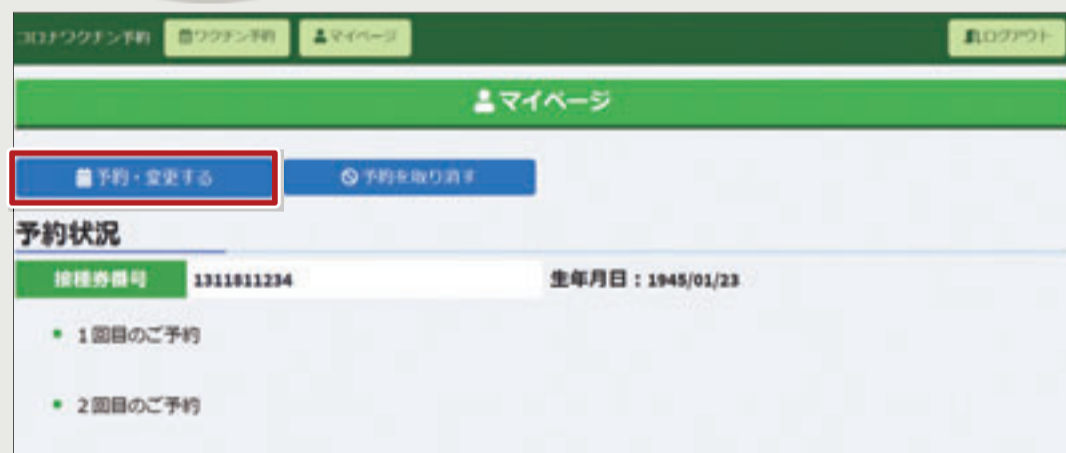 コロナワクチン予約 ワクチン予約 マイページ ログアウト
マイページ
予約・変更する 予約を取り消す
予約状況
接種券番号 1311811234 生年月日：1945/01/23
1回目のご予約
2回目のご予約